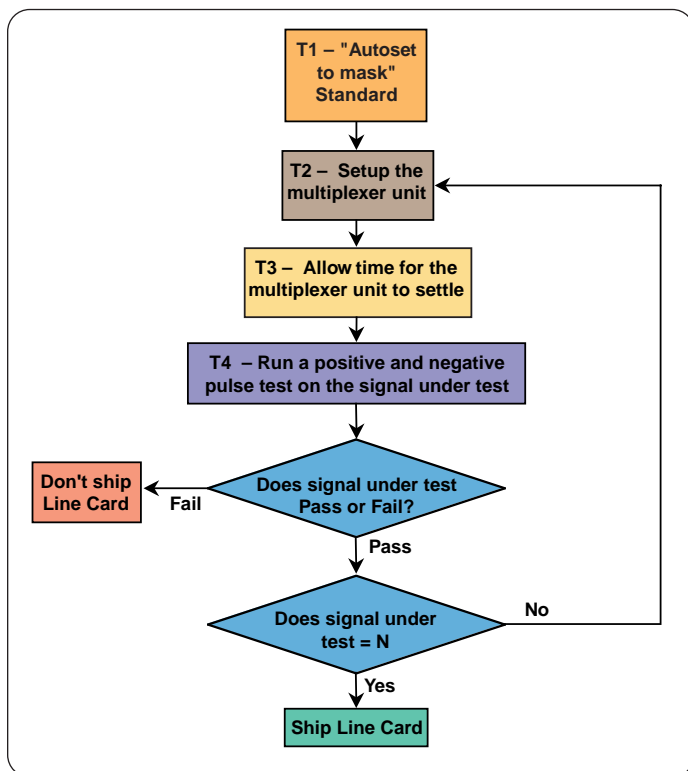 T1 – "Autoset
to mask"
Standard
T2 – Setup the
multiplexer unit
T3 – Allow time for the
multiplexer unit to settle
T4 – Run a positive and negative
pulse test on the signal under test
Does signal under test
Pass or Fail?
Fail
Don't ship
Line Card
Pass
Does signal under
test = N
No
Yes
Ship Line Card